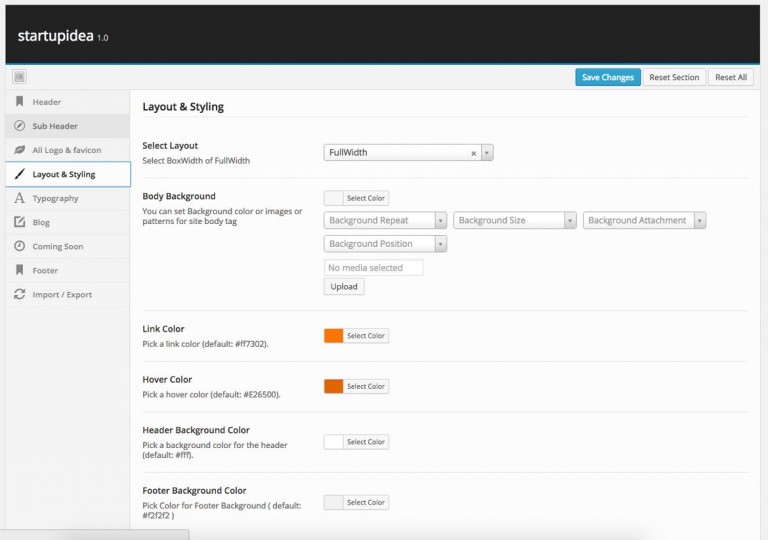 startupidea 1.0
Save Changes
Reset Section
Reset All
Header
Sub Header
All Logo & favicon
Layout & Styling
Typography
Blog
Coming Soon
Footer
Import / Export
Layout & Styling
Select Layout
Select BoxWidth of FullWidth
FullWidth
Body Background
You can set Background color or images or
patterns for site body tag
Select Color
Background Repeat
Background Size
Background Attachment
Background Position
No media selected
Upload
Link Color
Pick a link color (default: #ff7302).
Select Color
Hover Color
Pick a hover color (default: #E26500).
Select Color
Header Background Color
Pick a background color for the header
(default: #fff).
Select Color
Footer Background Color
Pick Color for Footer Background ( default:
#f2f2f2 )
Select Color